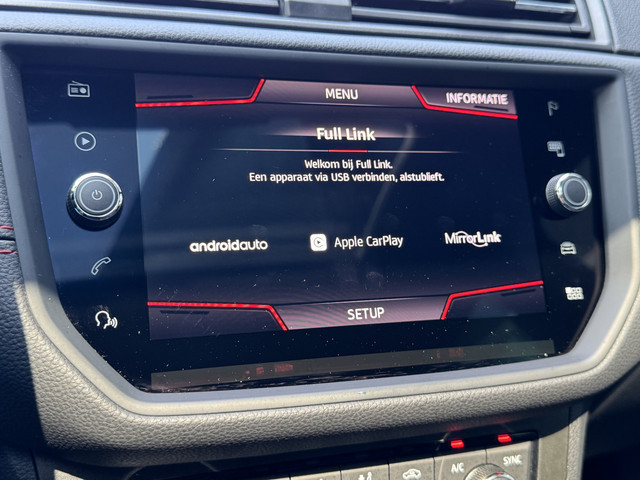 MENU
INFORMATIE
Full Link
Welkom bij Full Link.
Een apparaat via USB verbinden, alstublieft.
androidauto
Apple CarPlay
MirrorLink
SETUP
A/C
SYNC